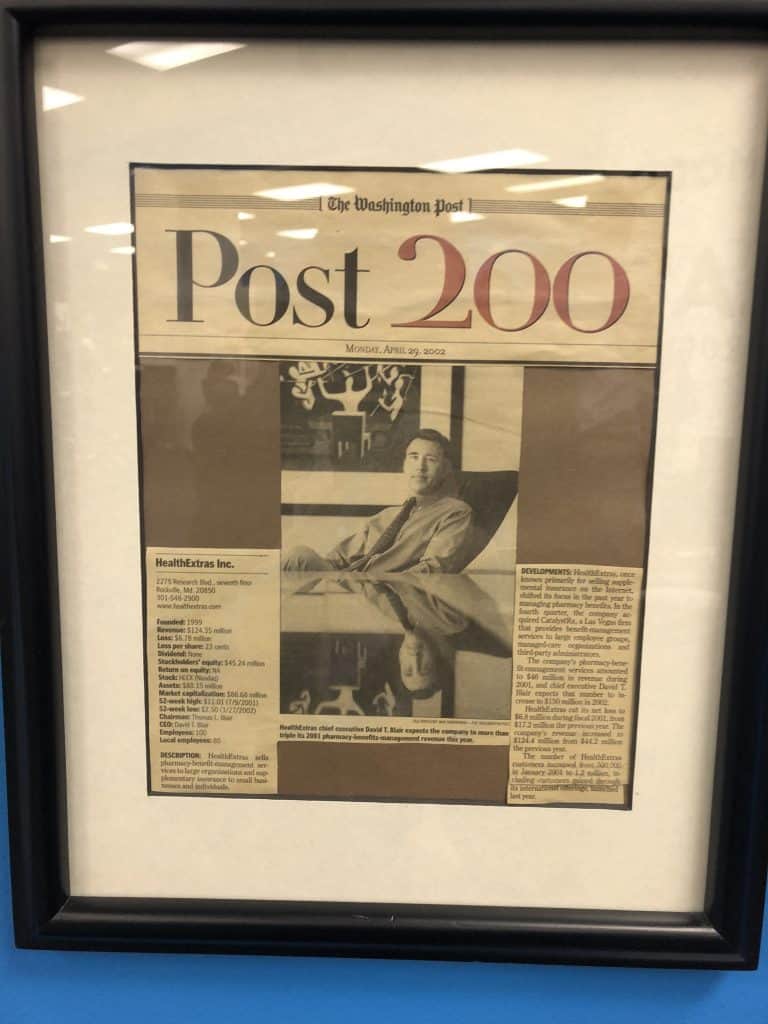 The Washington Post
Post 200
MONDAY, APRIL 29, 2002
HealthExtras Inc.
2275 Research Blvd., seventh floor
Rockville, Md. 20850
301-548-2900
www.healthextras.com
Founded: 1999
Revenue: $124.35 million
Loss: $6.78 million
Loss per share: 23 cents
Dividend: None
Stockholders' equity: $45.24 million
Return on equity: NA
Stock: HLEX (Nasdaq)
Assets: $83.15 million
Market capitalization: $86.66 million
52-week high: $11.01 (7/9/2001)
52-week low: $2.50 (1/22/2002)
Chairman: Thomas L. Blair
CEO: David T. Blair
Employees: 100
Local employees: 80
DESCRIPTION: HealthExtras sells
pharmacy-benefit-management ser-
vices to large organizations and sup-
plementary insurance to small busi-
nesses and individuals.
HealthExtras chief executive David T. Blair expects the company to more than
triple its 2001 pharmacy-benefits-management revenue this year.
DEVELOPMENTS: HealthExtras, once
known primarily for selling supple-
mental insurance on the Internet,
shifted its focus in the past year to
managing pharmacy benefits. In the
fourth quarter, the company ac-
quired CatalystRx, a Las Vegas firm
that provides benefit-management
services to large employee groups,
managed-care organizations and
third-party administrators.
The company's pharmacy-bene-
fit-management services amounted
to $46 million in revenue during
2001, and chief executive David T.
Blair expects that number to in-
crease to $150 million in 2002.
HealthExtras cut its net loss to
$6.8 million during fiscal 2001, from
$17.2 million the previous year. The
company's revenue increased to
$124.4 million from $44.2 million
the previous year.
The number of HealthExtras
customers increased from
in January 2001 to 1.2 million, in-
cluding customers gained through
its international offerings, launched
last year.